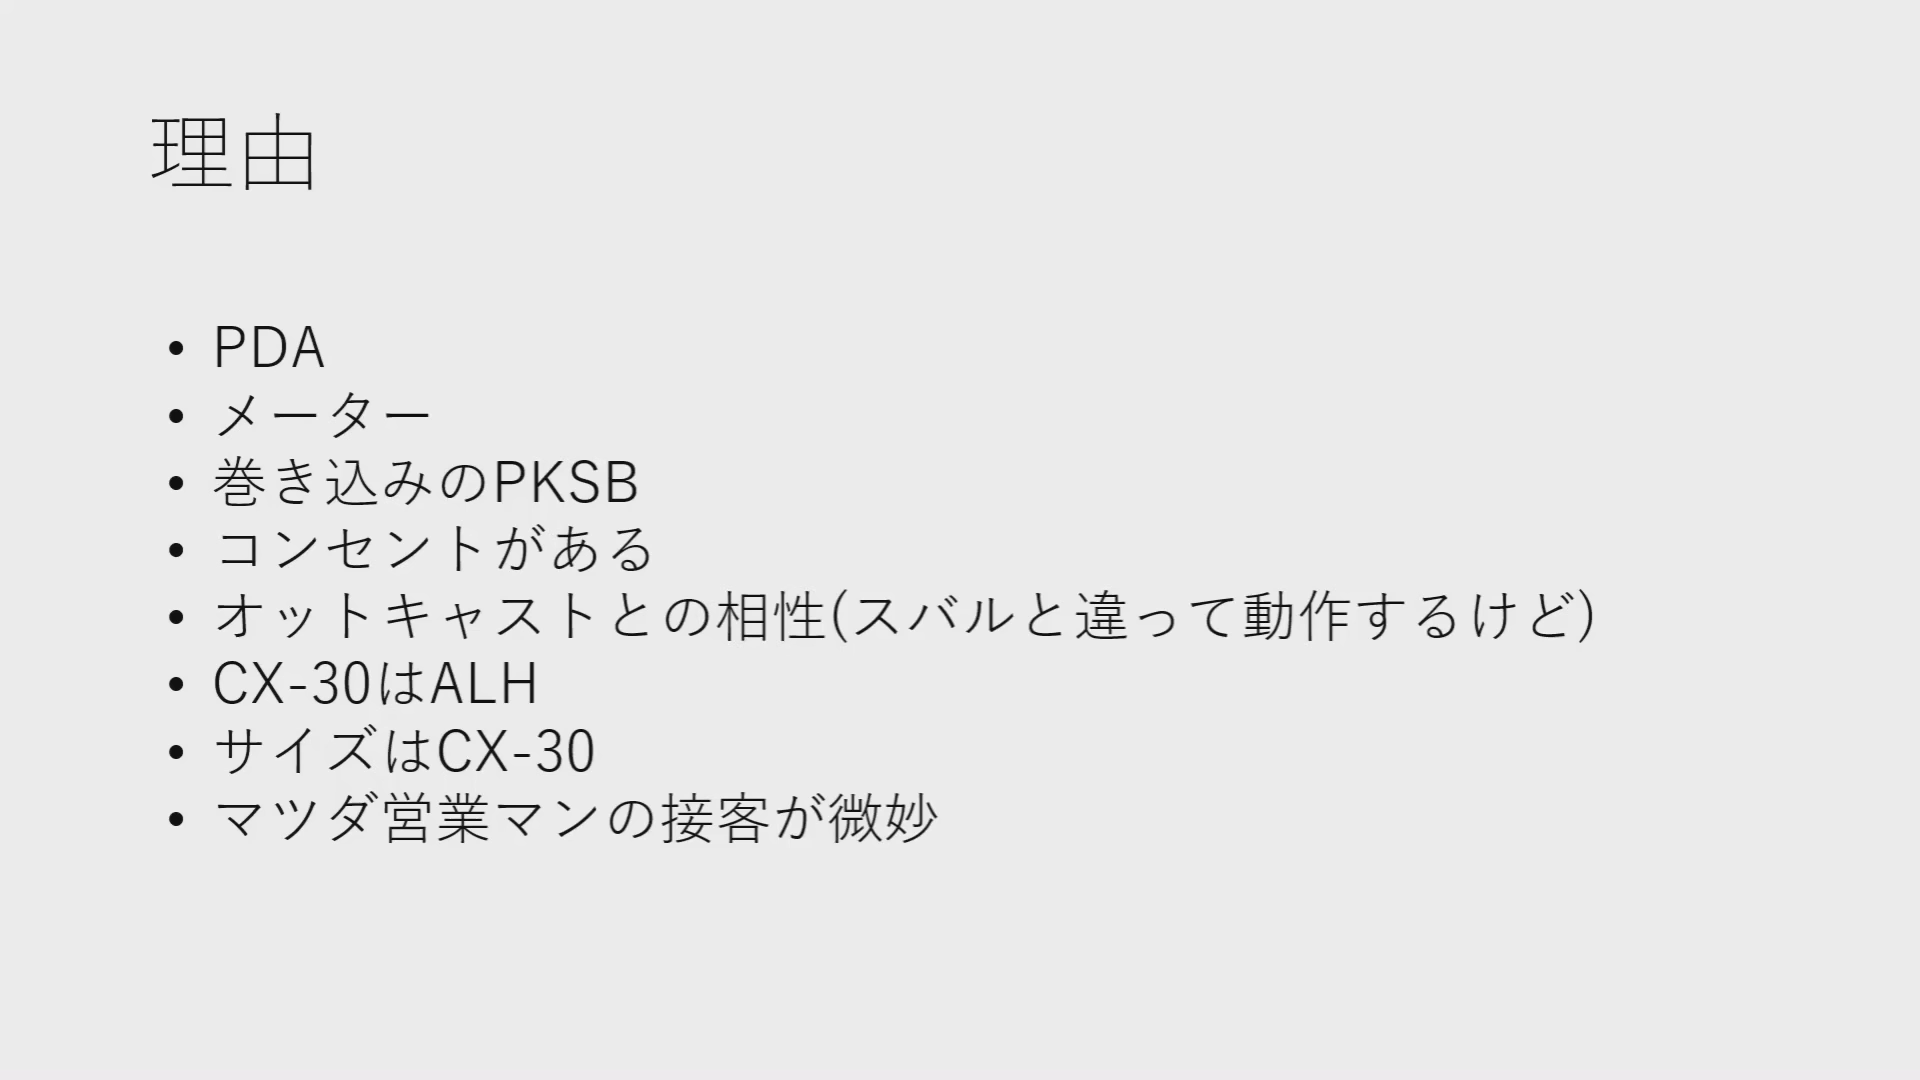 理由
• PDA
• メーター
• 巻き込みのPKSB
• コンセントがある
• オットキャストとの相性(スバルと違って動作するけど)
• CX-30はALH
• サイズはCX-30
• マツダ営業マンの接客が微妙